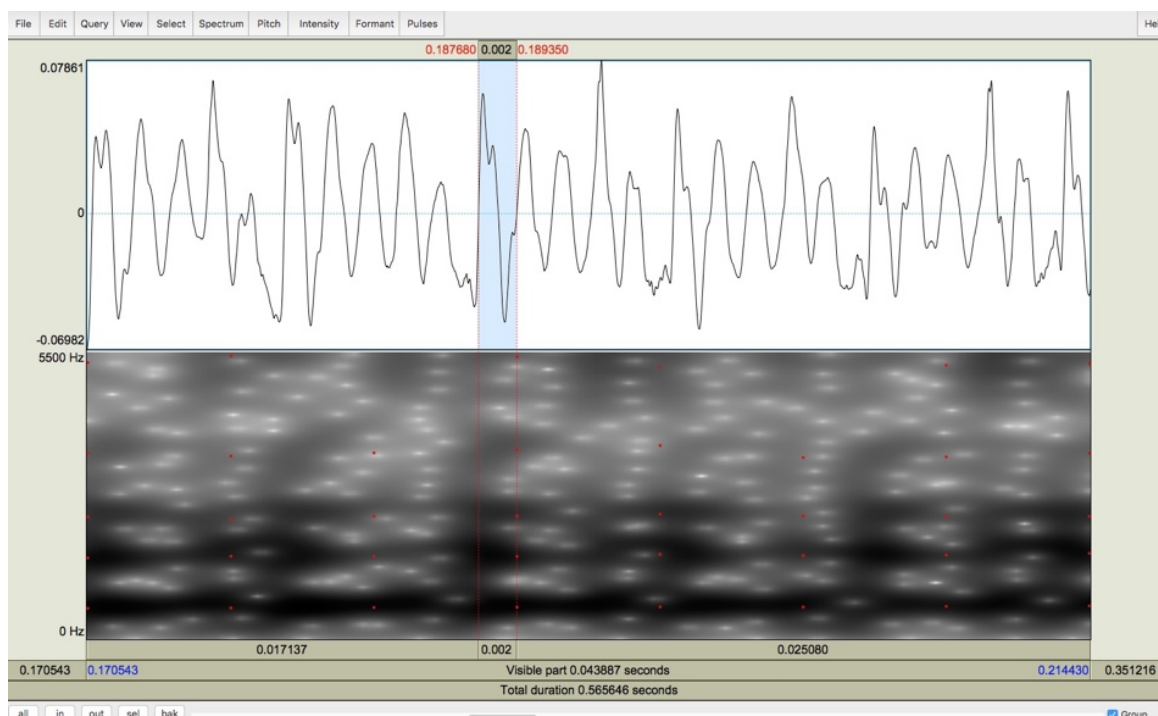 File Edit Query View Select Spectrum Pitch Intensity Formant Pulses Hel
0.187680 0.002 0.189350
0.07861
0
-0.06982
5500 Hz
0 Hz
0.017137 0.002 0.025080
0.170543 0.170543 Visible part 0.043887 seconds 0.214430 0.351216
Total duration 0.565646 seconds
all in out sel bak Group